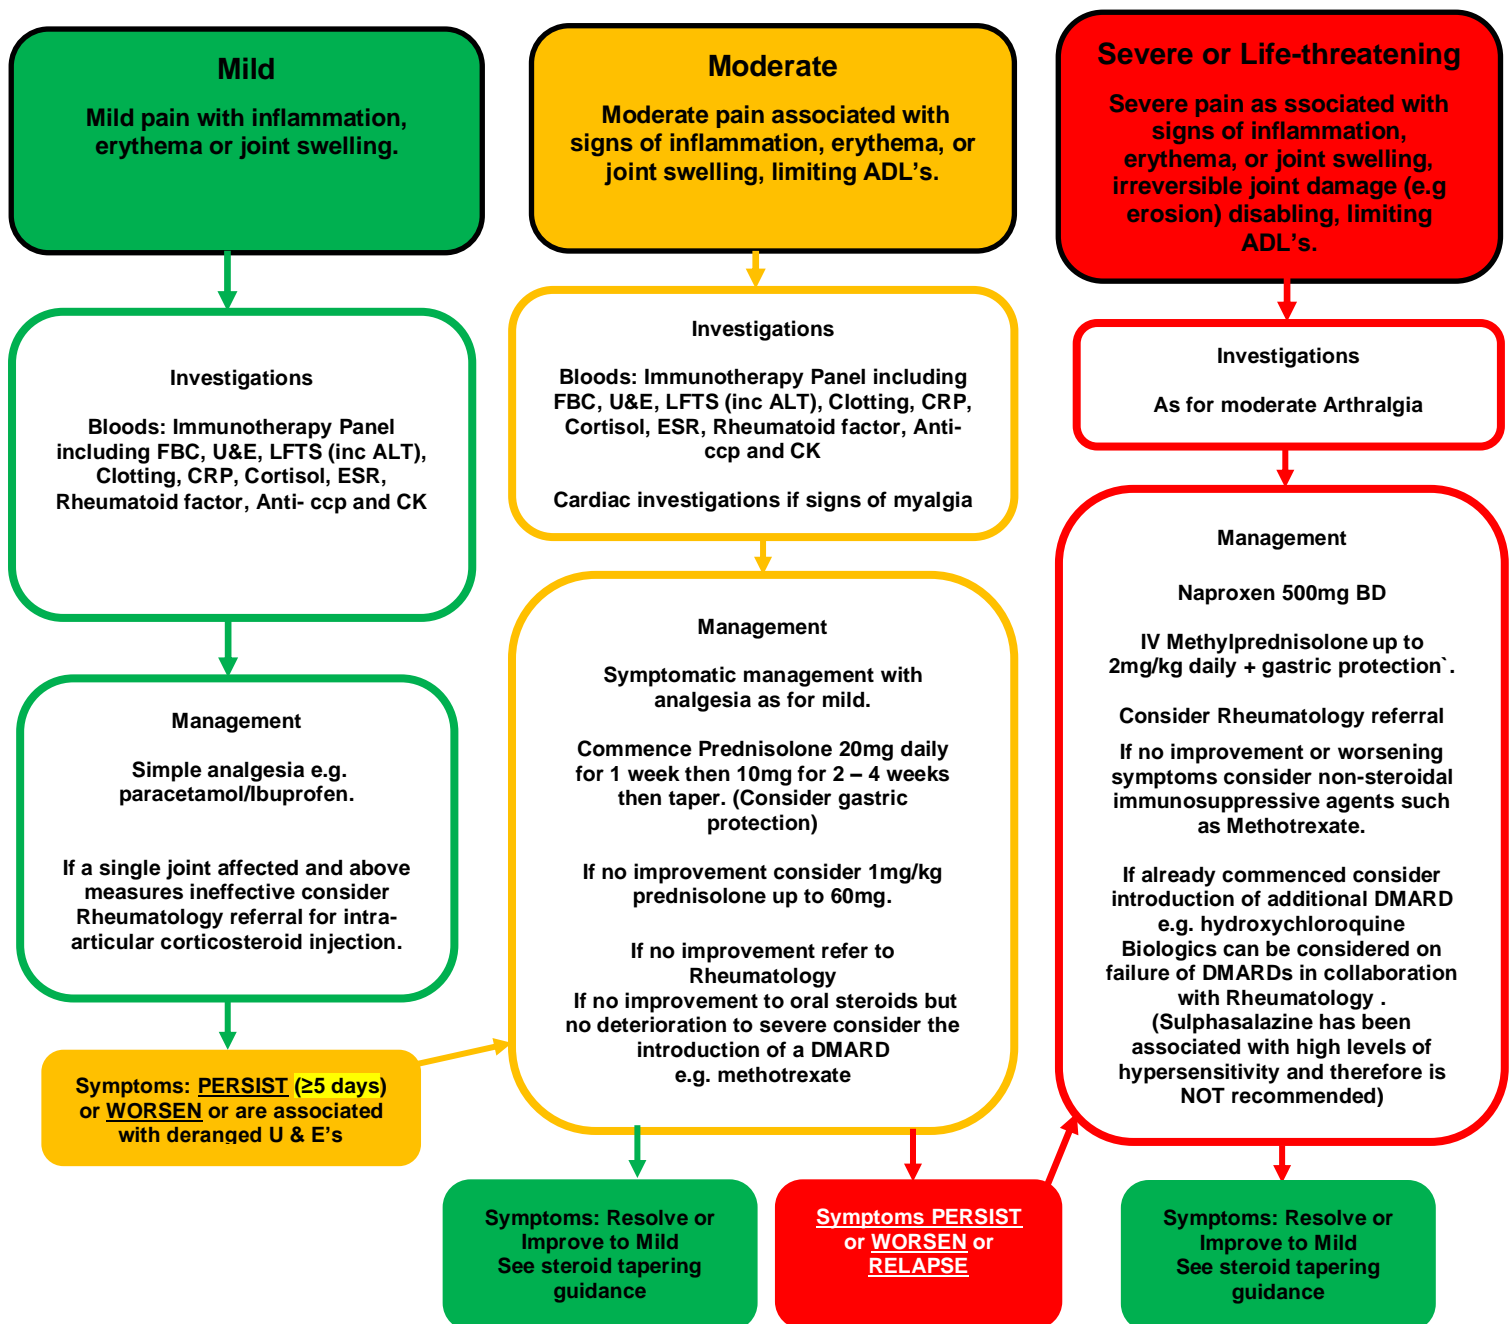 Mild
Mild pain with inflammation,
erythema or joint swelling.
Investigations
Bloods: Immunotherapy Panel
including FBC, U&E, LFTS (inc ALT),
Clotting, CRP, Cortisol, ESR,
Rheumatoid factor, Anti- ccp and CK
Management
Simple analgesia e.g.
paracetamol/Ibuprofen.
If a single joint affected and above
measures ineffective consider
Rheumatology referral for intra-
articular corticosteroid injection.
Symptoms: PERSIST (≥5 days)
or WORSEN or are associated
with deranged U & E's
Moderate
Moderate pain associated with
signs of inflammation, erythema, or
joint swelling, limiting ADL's.
Investigations
Bloods: Immunotherapy Panel including
FBC, U&E, LFTS (inc ALT), Clotting, CRP,
Cortisol, ESR, Rheumatoid factor, Anti-
ccp and CK
Cardiac investigations if signs of myalgia
Management
Symptomatic management with
analgesia as for mild.
Commence Prednisolone 20mg daily
for 1 week then 10mg for 2 – 4 weeks
then taper. (Consider gastric
protection)
If no improvement consider 1mg/kg
prednisolone up to 60mg.
If no improvement refer to
Rheumatology
If no improvement to oral steroids but
no deterioration to severe consider the
introduction of a DMARD
e.g. methotrexate
Symptoms: Resolve or
Improve to Mild
See steroid tapering
guidance
Symptoms PERSIST
or WORSEN or
RELAPSE
Severe or Life-threatening
Severe pain as ssociated with
signs of inflammation,
erythema, or joint swelling,
irreversible joint damage (e.g
erosion) disabling, limiting
ADL's.
Investigations
As for moderate Arthralgia
Management
Naproxen 500mg BD
IV Methylprednisolone up to
2mg/kg daily + gastric protection`.
Consider Rheumatology referral
If no improvement or worsening
symptoms consider non-steroidal
immunosuppressive agents such
as Methotrexate.
If already commenced consider
introduction of additional DMARD
e.g. hydroxychloroquine
Biologics can be considered on
failure of DMARDs in collaboration
with Rheumatology .
(Sulphasalazine has been
associated with high levels of
hypersensitivity and therefore is
NOT recommended)
Symptoms: Resolve or
Improve to Mild
See steroid tapering
guidance